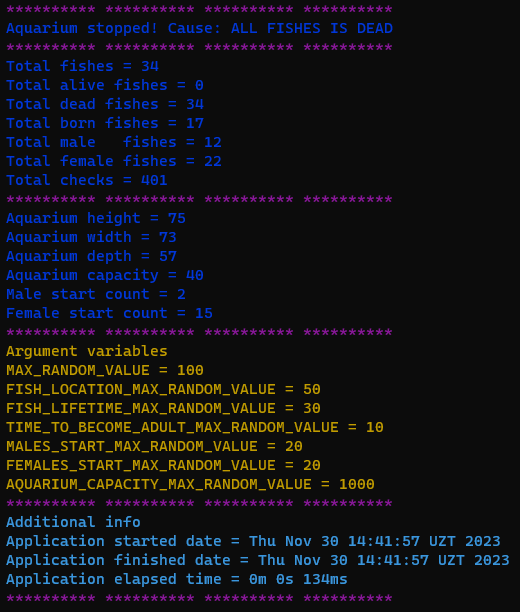 ********** ********** ********** **********
Aquarium stopped! Cause: ALL FISHES IS DEAD
********** ********** ********** **********
Total fishes = 34
Total alive fishes = 0
Total dead fishes = 34
Total born fishes = 17
Total male   fishes = 12
Total female fishes = 22
Total checks = 401
********** ********** ********** **********
Aquarium height = 75
Aquarium width = 73
Aquarium depth = 57
Aquarium capacity = 40
Male start count = 2
Female start count = 15
********** ********** ********** **********
Argument variables
MAX_RANDOM_VALUE = 100
FISH_LOCATION_MAX_RANDOM_VALUE = 50
FISH_LIFETIME_MAX_RANDOM_VALUE = 30
TIME_TO_BECOME_ADULT_MAX_RANDOM_VALUE = 10
MALES_START_MAX_RANDOM_VALUE = 20
FEMALES_START_MAX_RANDOM_VALUE = 20
AQUARIUM_CAPACITY_MAX_RANDOM_VALUE = 1000
********** ********** ********** **********
Additional info
Application started date = Thu Nov 30 14:41:57 UZT 2023
Application finished date = Thu Nov 30 14:41:57 UZT 2023
Application elapsed time = 0m 0s 134ms
********** ********** ********** **********